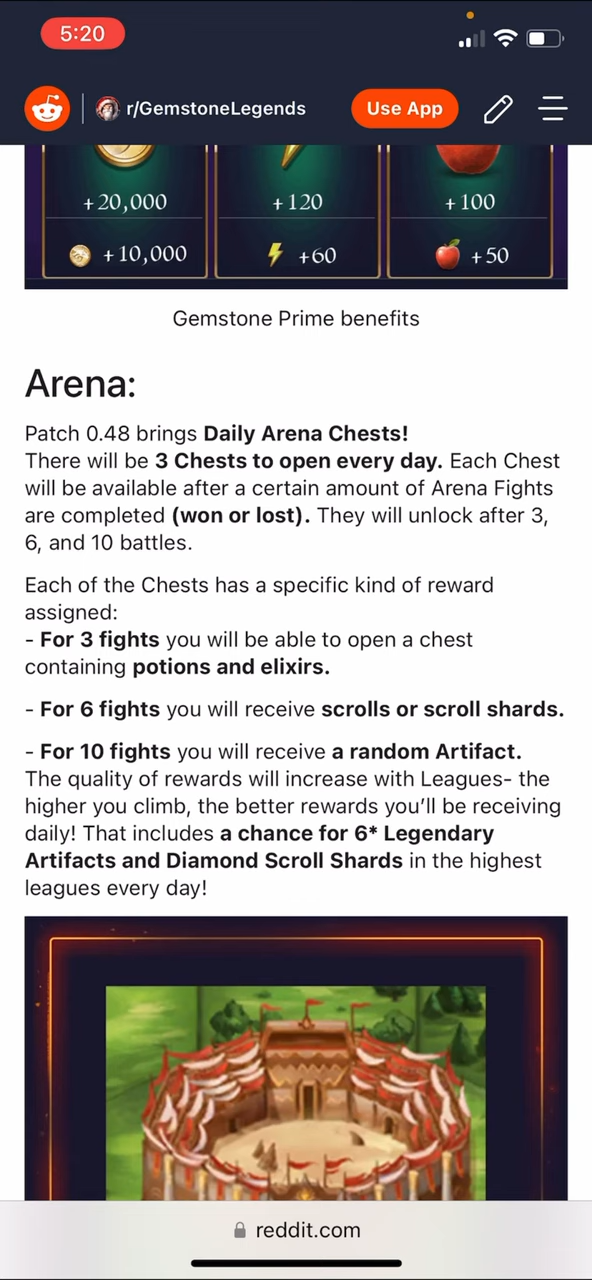 5:20
r/GemstoneLegends
Use App
+20,000
+120
+100
+10,000
+60
+50
Gemstone Prime benefits
Arena:
Patch 0.48 brings Daily Arena Chests!
There will be 3 Chests to open every day. Each Chest
will be available after a certain amount of Arena Fights
are completed (won or lost). They will unlock after 3,
6, and 10 battles.
Each of the Chests has a specific kind of reward
assigned:
- For 3 fights you will be able to open a chest
containing potions and elixirs.
- For 6 fights you will receive scrolls or scroll shards.
- For 10 fights you will receive a random Artifact.
The quality of rewards will increase with Leagues- the
higher you climb, the better rewards you’ll be receiving
daily! That includes a chance for 6* Legendary
Artifacts and Diamond Scroll Shards in the highest
leagues every day!
reddit.com